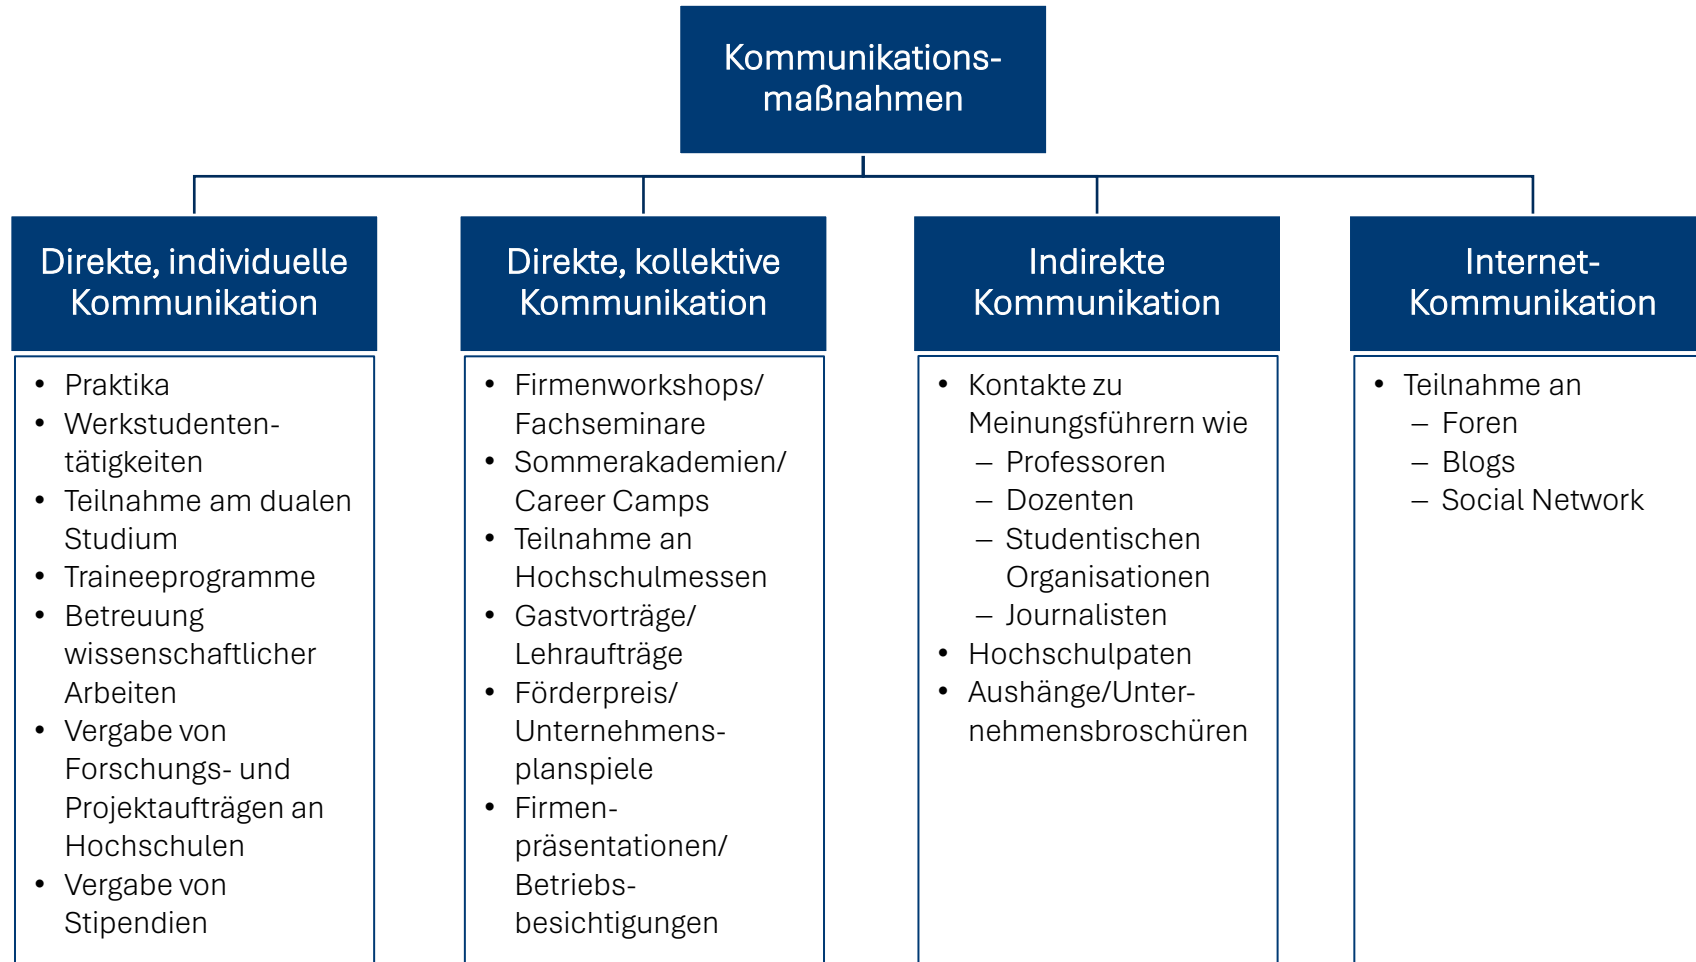 Kommunikations-
maßnahmen
Direkte, individuelle
Kommunikation
• Praktika
• Werkstudenten-
tätigkeiten
• Teilnahme am dualen
Studium
• Traineeprogramme
• Betreuung
wissenschaftlicher
Arbeiten
• Vergabe von
Forschungs- und
Projektaufträgen an
Hochschulen
• Vergabe von
Stipendien
Direkte, kollektive
Kommunikation
• Firmenworkshops/
Fachseminare
• Sommerakademien/
Career Camps
• Teilnahme an
Hochschulmessen
• Gastvorträge/
Lehraufträge
• Förderpreis/
Unternehmens-
planspiele
• Firmen-
präsentationen/
Betriebs-
besichtigungen
Indirekte
Kommunikation
• Kontakte zu
Meinungsführern wie
– Professoren
– Dozenten
– Studentischen
Organisationen
– Journalisten
• Hochschulpaten
• Aushänge/Unter-
nehmensbroschüren
Internet-
Kommunikation
• Teilnahme an
– Foren
– Blogs
– Social Network